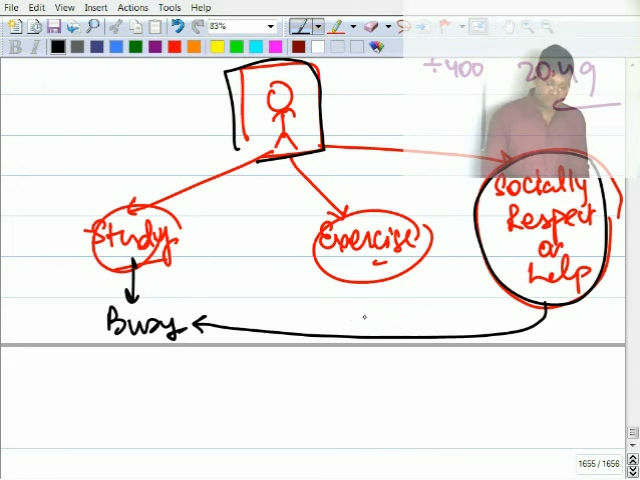 File Edit View Insert Actions Tools Help
83%
B I
÷400 20.49
Study
Exercise
Socially
Respect
or
help
Busy
1655 / 1656